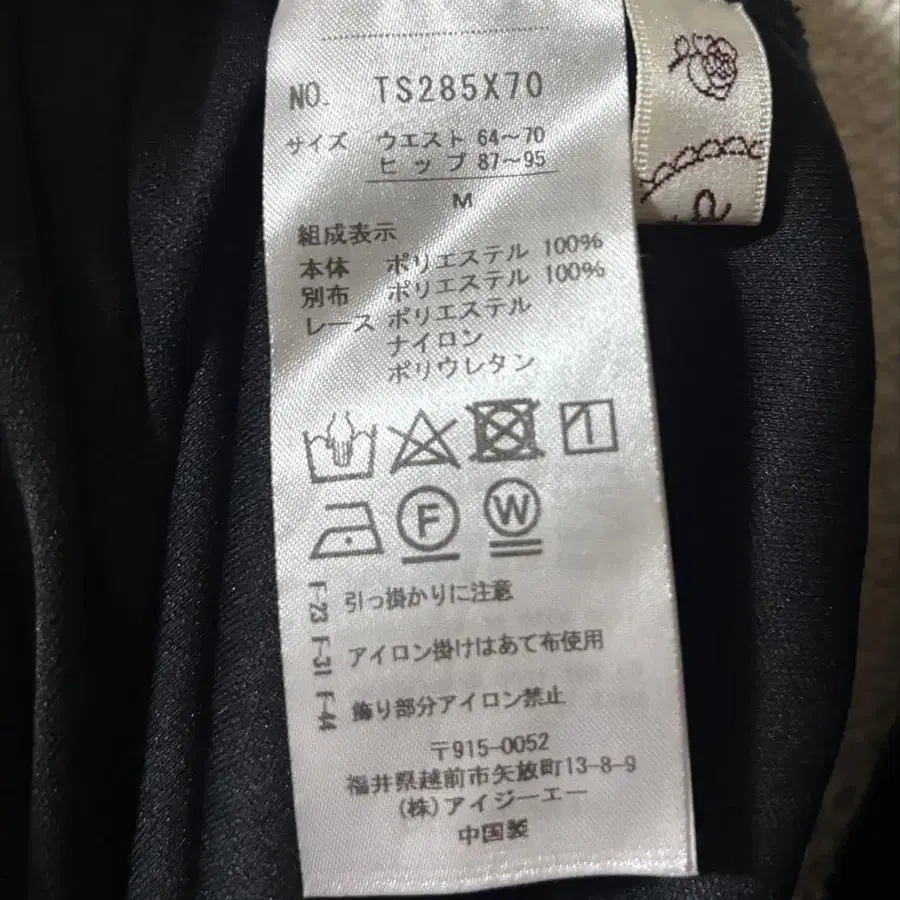 NO. TS285X70
サイズ ウエスト 64～70
ヒップ 87～95
M
組成表示
本体 ポリエステル 100%
別布 ポリエステル 100%
レース ポリエステル
ナイロン
ポリウレタン
F
W
F-23 引っ掛かりに注意
F-31 アイロン掛けはあて布使用
F-44 飾り部分アイロン禁止
〒915-0052
福井県越前市矢放町13-8-9
(株)アイジーエー
中国製